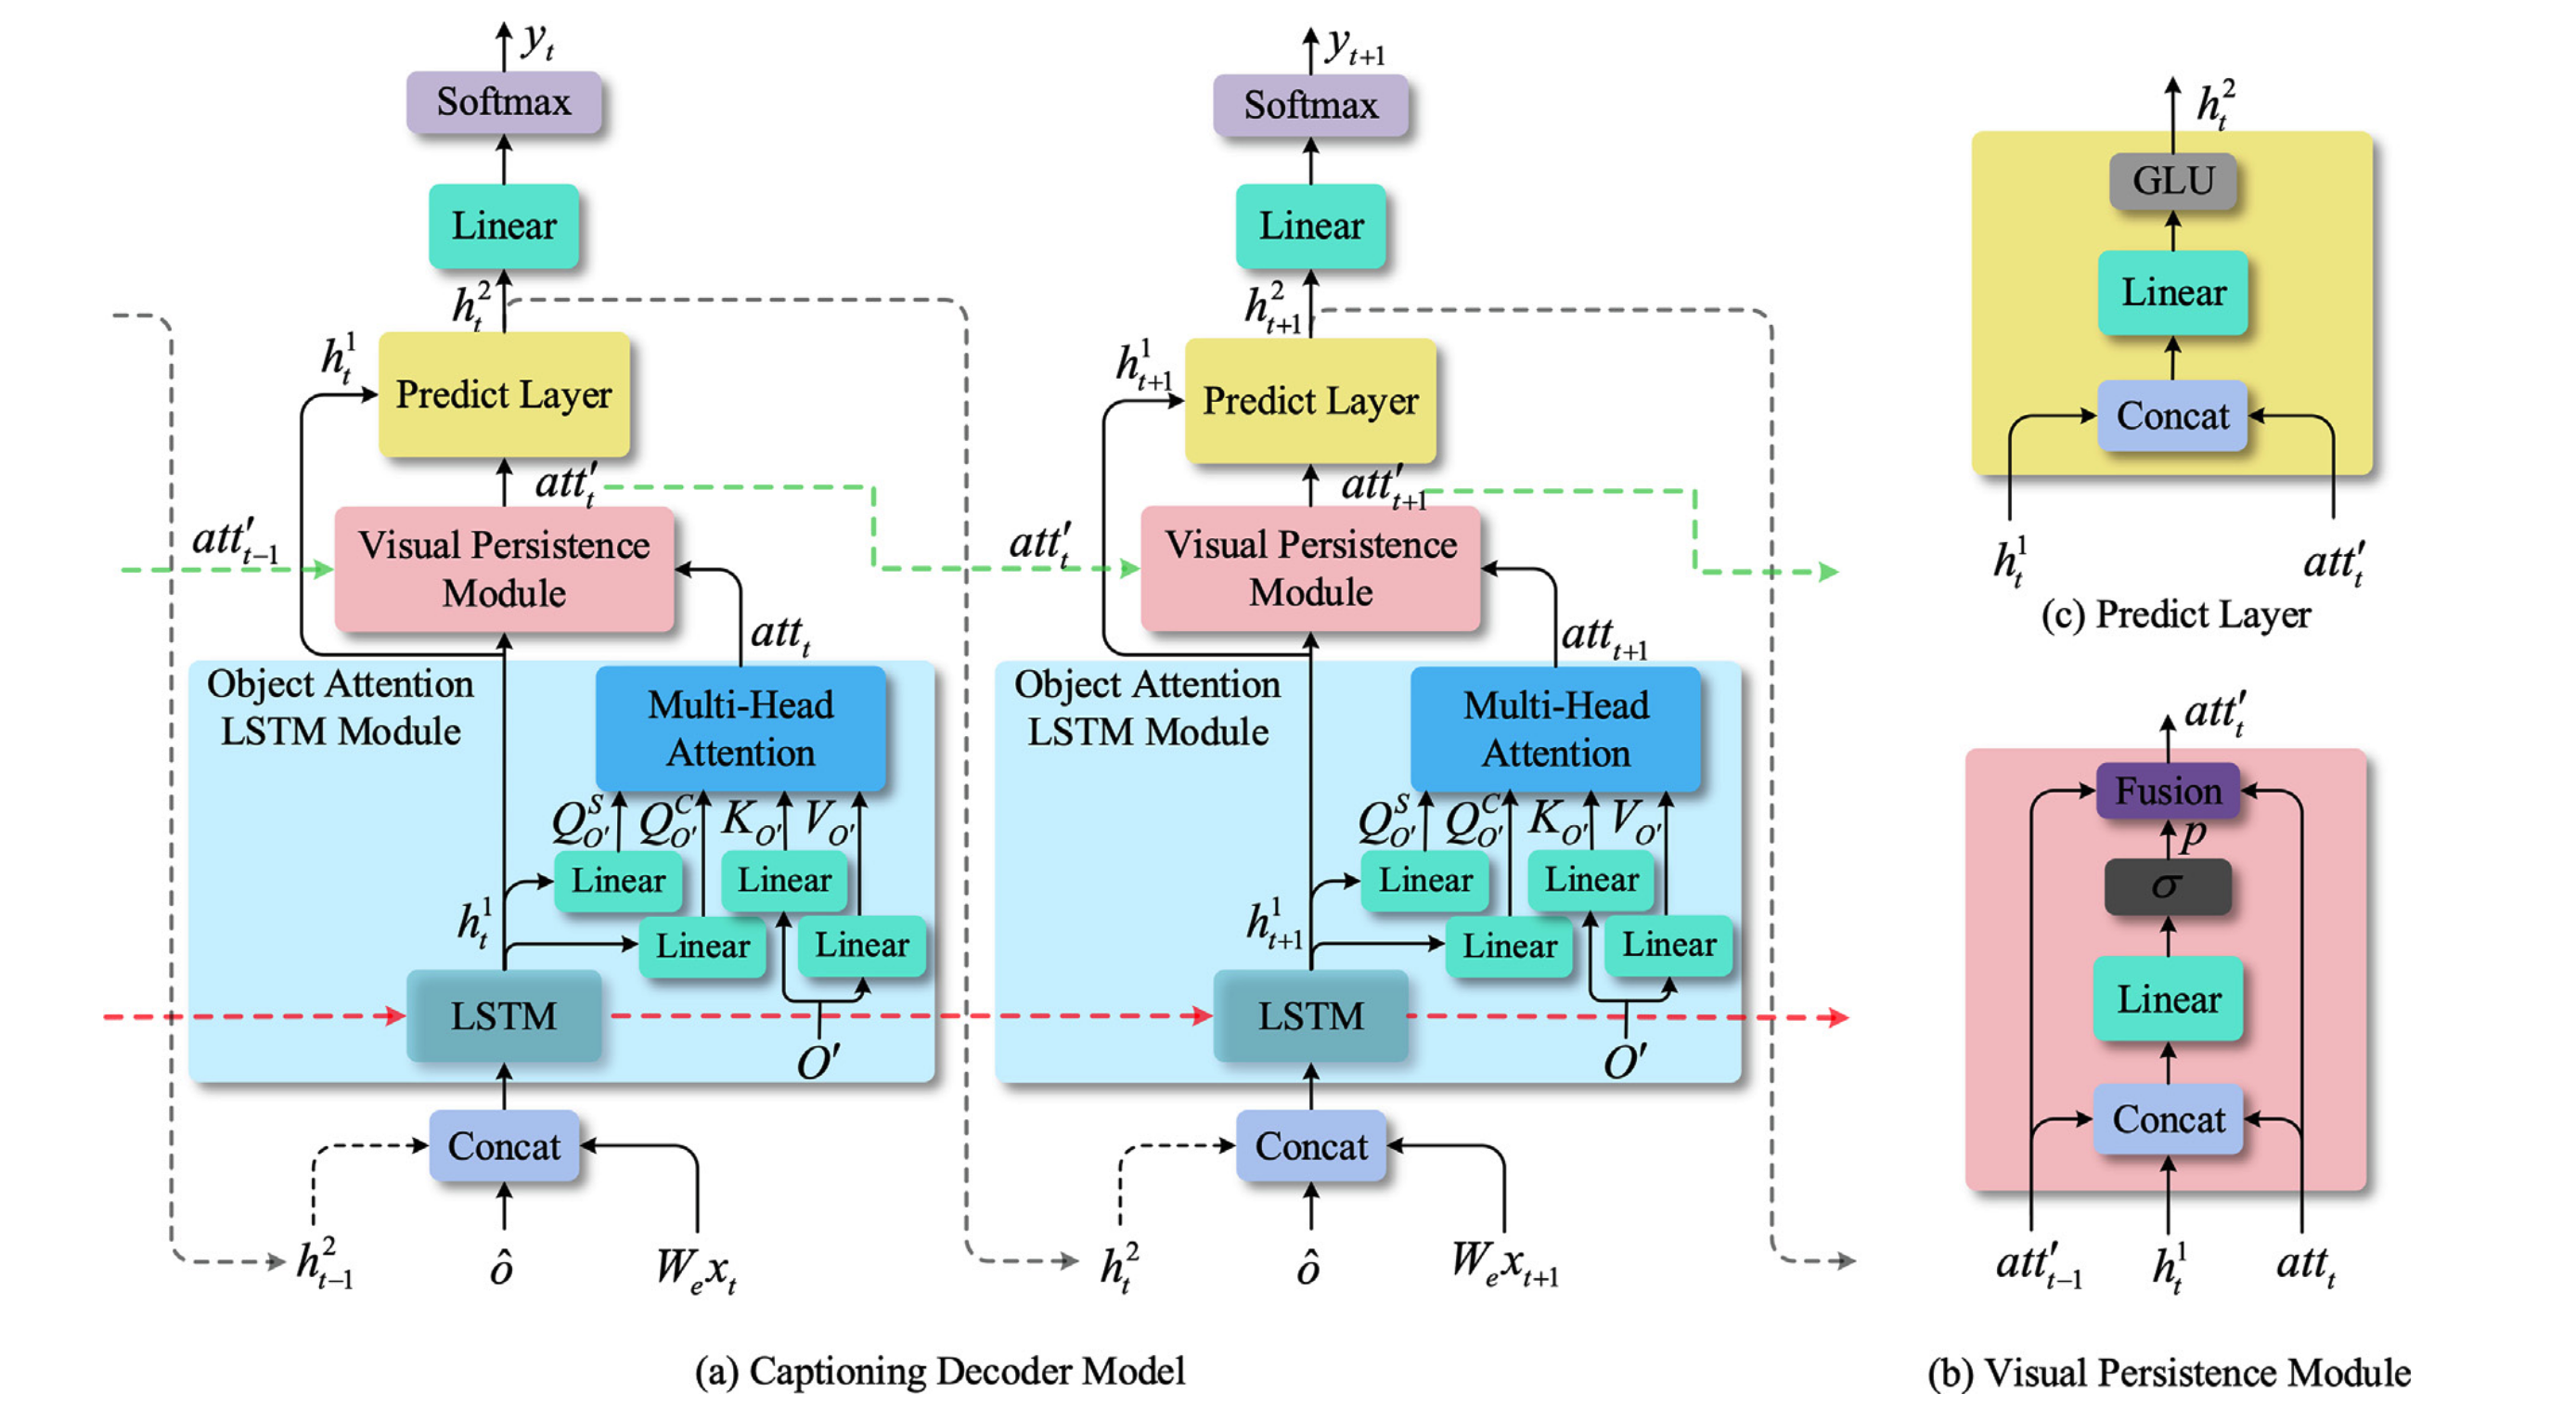 y_t
Softmax
Linear
h_t^2
h_t^1
Predict Layer
att'_t
att'_{t-1}
Visual Persistence
Module
att_t
Object Attention
LSTM Module
Multi-Head
Attention
Q_{O'}^S Q_{O'}^C K_{O'} V_{O'}
Linear Linear
h_t^1
Linear Linear
LSTM
O'
Concat
h_{t-1}^2
ô
W_e x_t
y_{t+1}
Softmax
Linear
h_{t+1}^2
h_{t+1}^1
Predict Layer
att'_{t+1}
att'_t
Visual Persistence
Module
att_{t+1}
Object Attention
LSTM Module
Multi-Head
Attention
Q_{O'}^S Q_{O'}^C K_{O'} V_{O'}
Linear Linear
h_{t+1}^1
Linear Linear
LSTM
O'
Concat
h_t^2
ô
W_e x_{t+1}
(a) Captioning Decoder Model
h_t^2
GLU
Linear
Concat
h_t^1
att'_t
(c) Predict Layer
att'_t
Fusion
p
σ
Linear
Concat
att'_{t-1}
h_t^1
att_t
(b) Visual Persistence Module